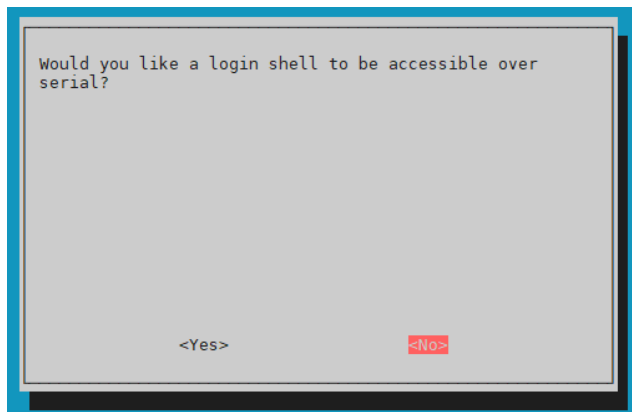 Would you like a login shell to be accessible over
serial?
<Yes> <No>